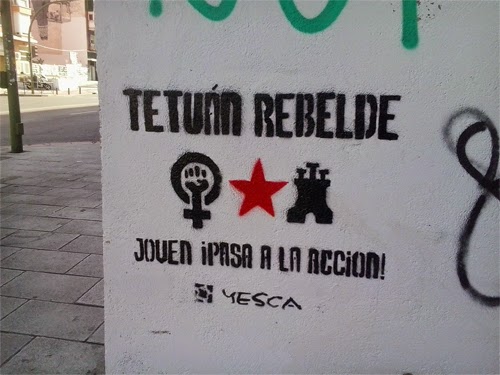 TETUÁN REBELDE
JOVEN ¡PASA A LA ACCION!
YESCA